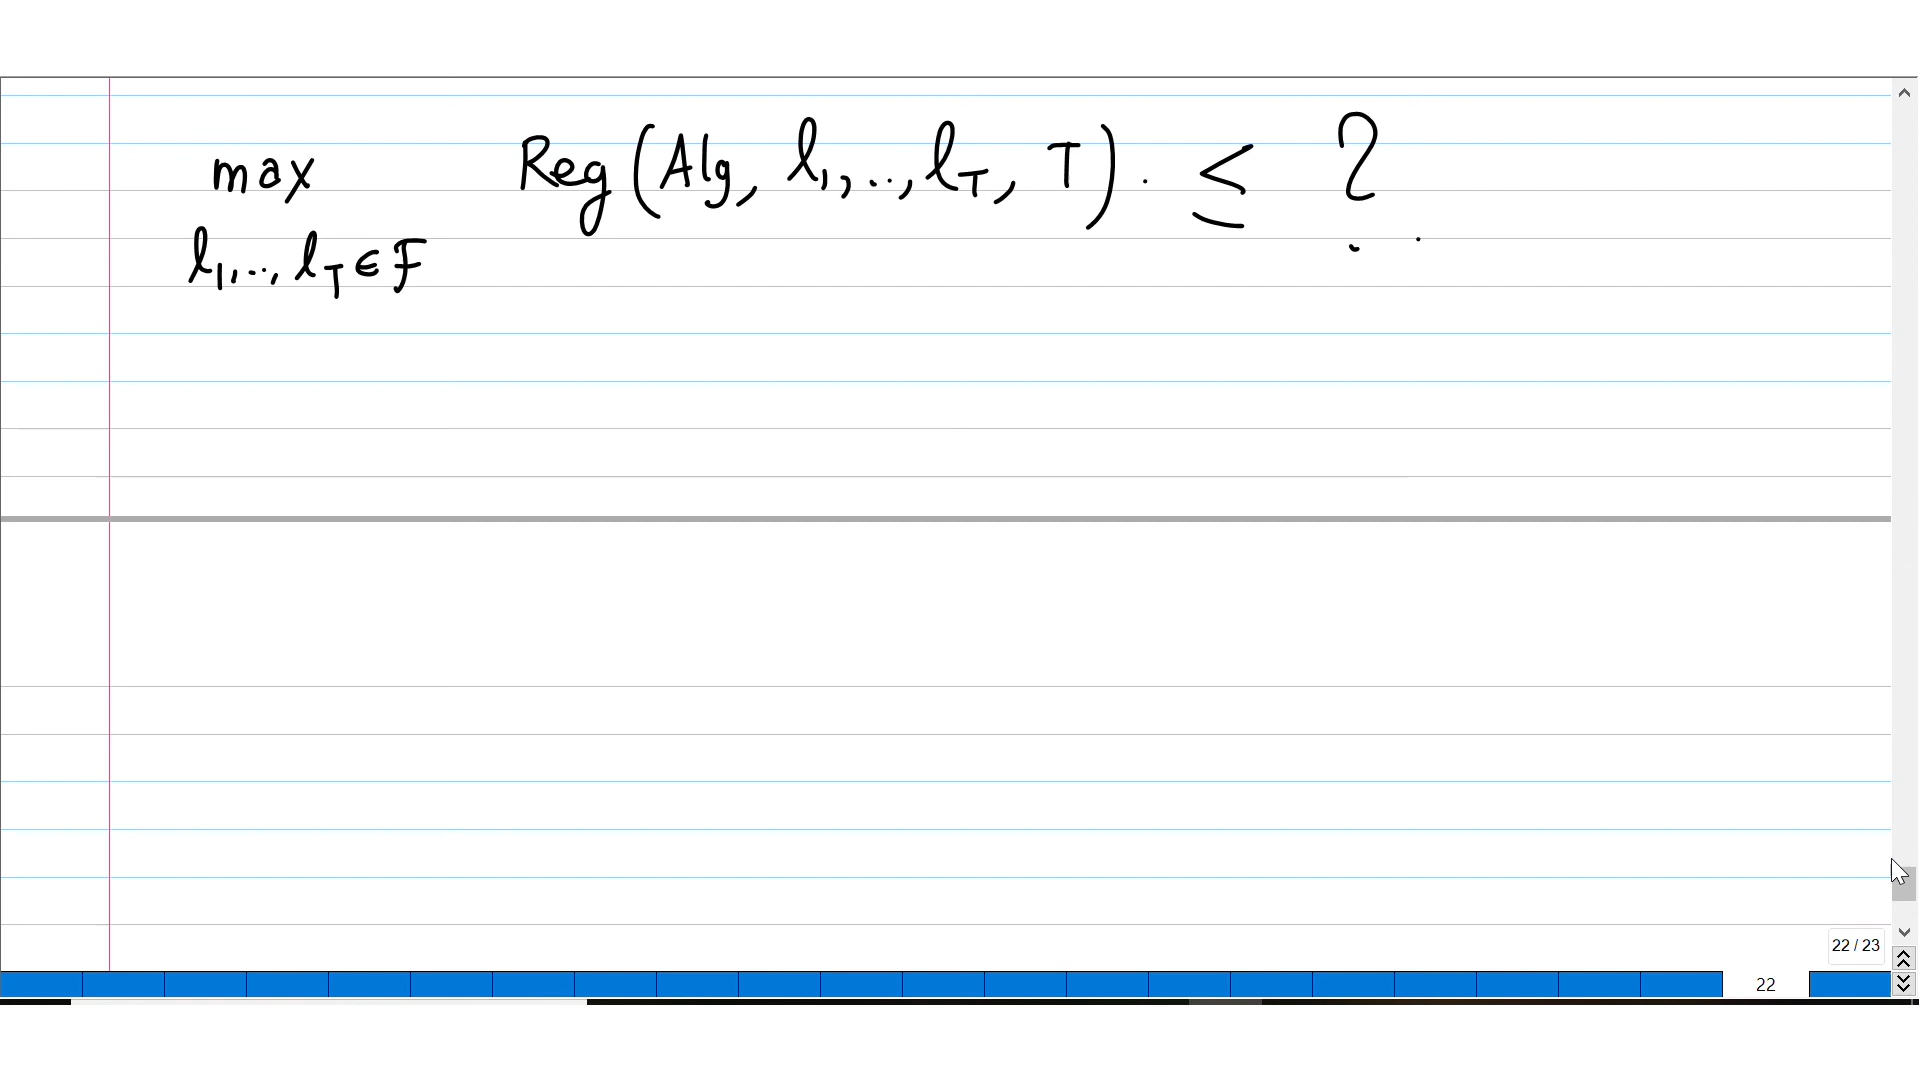 max Reg(Alg, l₁,..,l_T, T). ≤ ?
l₁,.., l_T ∈ F
22 / 23
22